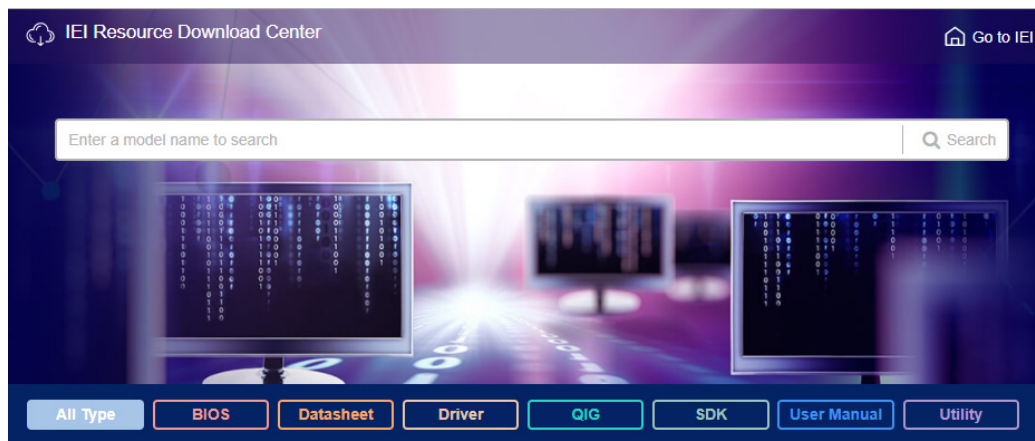 IEI Resource Download Center
Go to IEI
Enter a model name to search
Search
All Type
BIOS
Datasheet
Driver
QIG
SDK
User Manual
Utility